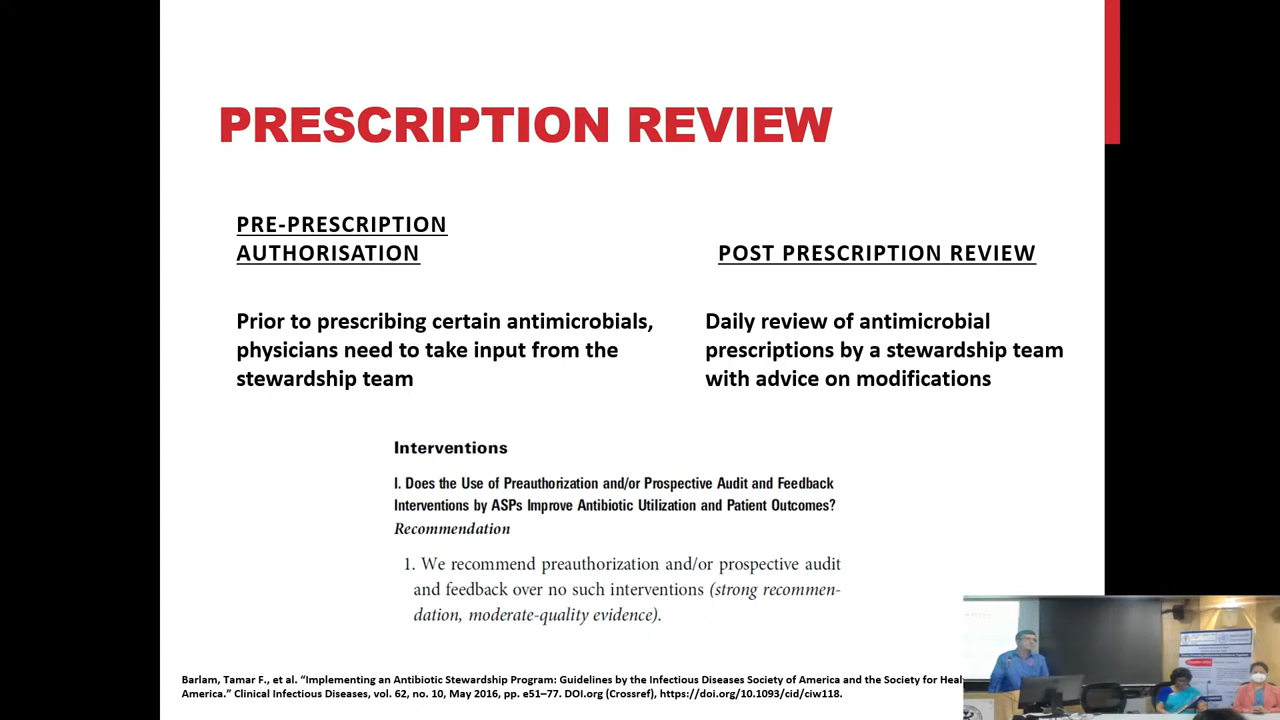 PRESCRIPTION REVIEW
PRE-PRESCRIPTION
AUTHORISATION
POST PRESCRIPTION REVIEW
Prior to prescribing certain antimicrobials,
physicians need to take input from the
stewardship team
Daily review of antimicrobial
prescriptions by a stewardship team
with advice on modifications
Interventions
I. Does the Use of Preauthorization and/or Prospective Audit and Feedback
Interventions by ASPs Improve Antibiotic Utilization and Patient Outcomes?
Recommendation
1. We recommend preauthorization and/or prospective audit
and feedback over no such interventions (strong recommen-
dation, moderate-quality evidence).
Barlam, Tamar F., et al. “Implementing an Antibiotic Stewardship Program: Guidelines by the Infectious Diseases Society of America and the Society for Heal
America.” Clinical Infectious Diseases, vol. 62, no. 10, May 2016, pp. e51–77. DOI.org (Crossref), https://doi.org/10.1093/cid/ciw118.